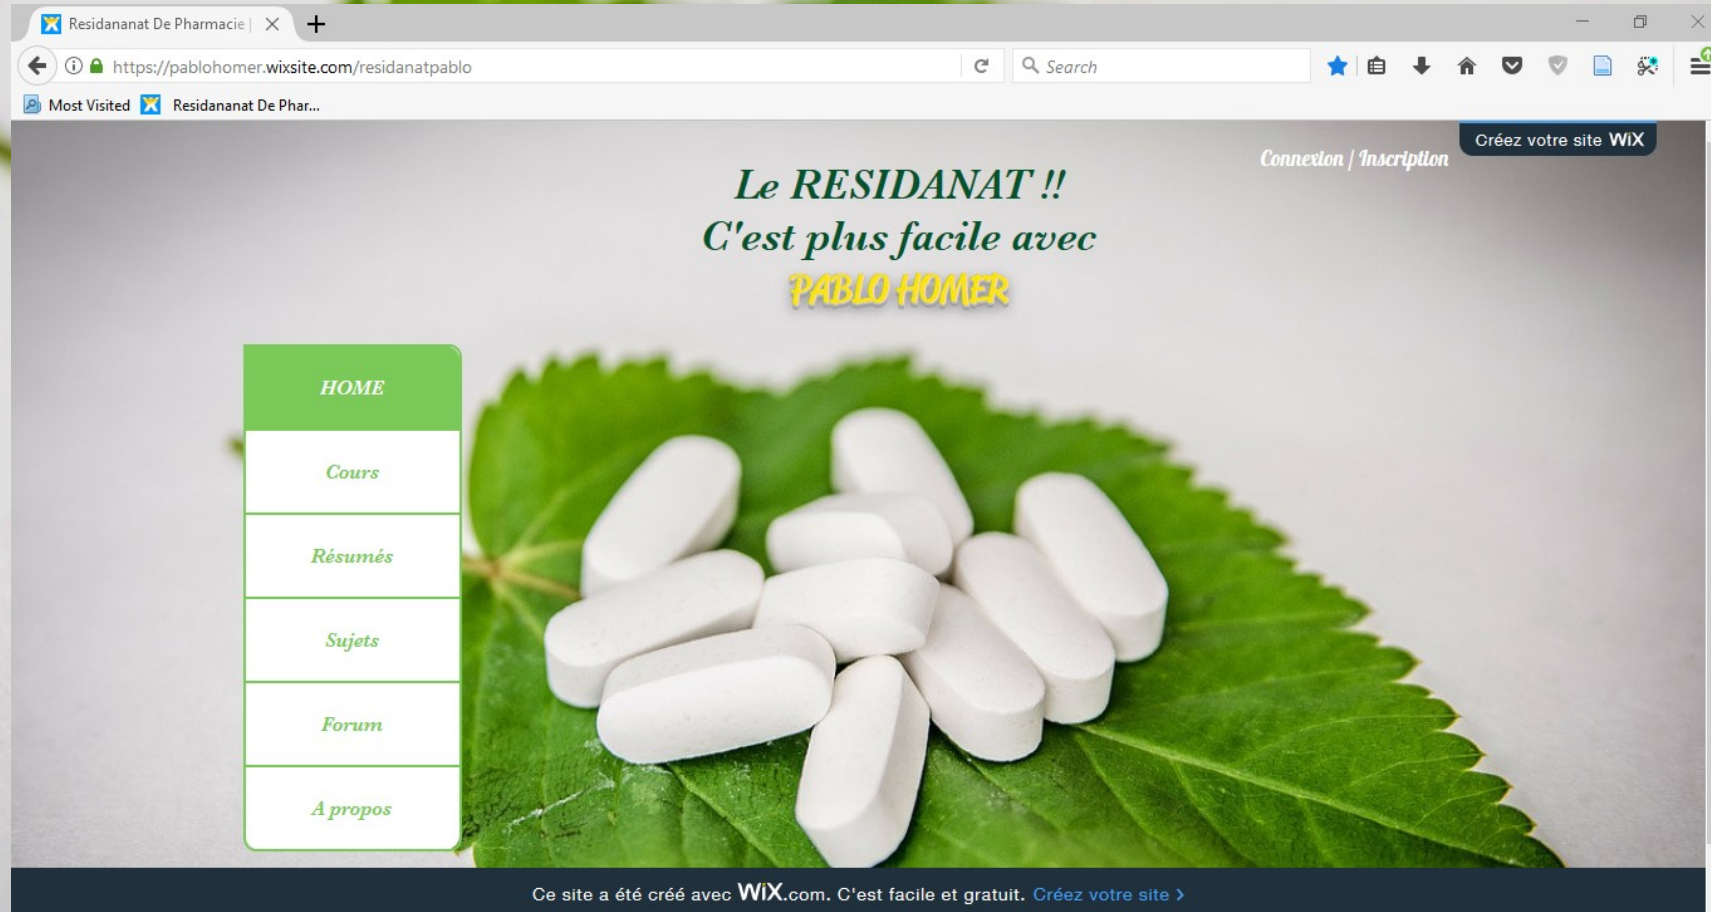 Residananat De Pharmacie |
https://pablohomer.wixsite.com/residanatpablo
Search
Most Visited
Residananat De Phar...
Créez votre site WiX
Connexion / Inscription
Le RESIDANAT !!
C'est plus facile avec
PABLO HOMER
HOME
Cours
Résumés
Sujets
Forum
A propos
Ce site a été créé avec WiX.com. C'est facile et gratuit. Créez votre site >